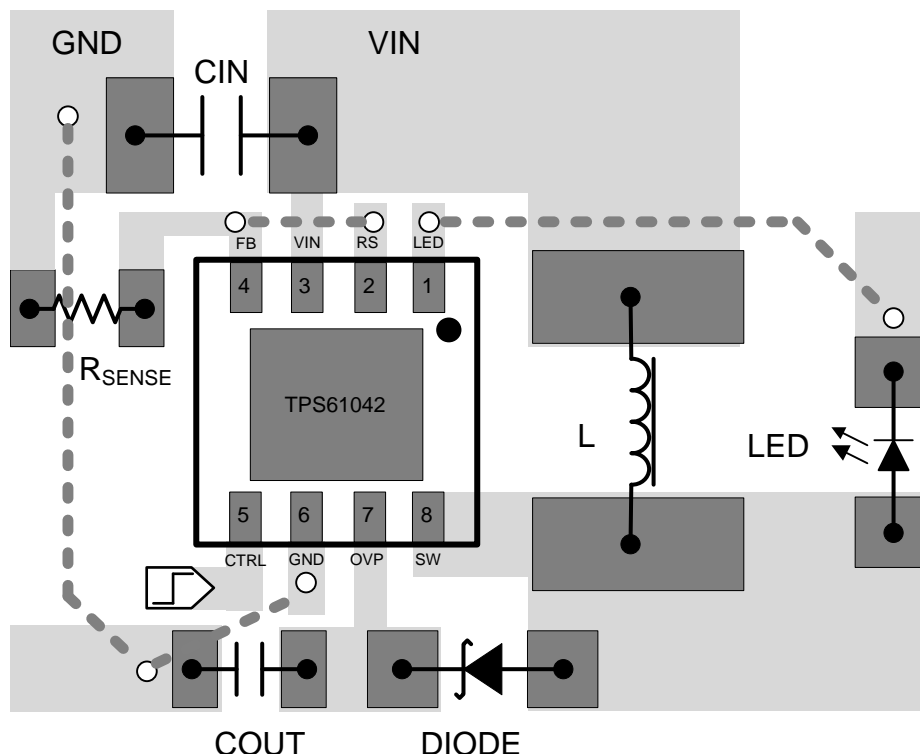 GND VIN
CIN
FB VIN RS LED
4 3 2 1
RSENSE
TPS61042
L
LED
5 6 7 8
CTRL GND OVP SW
COUT DIODE